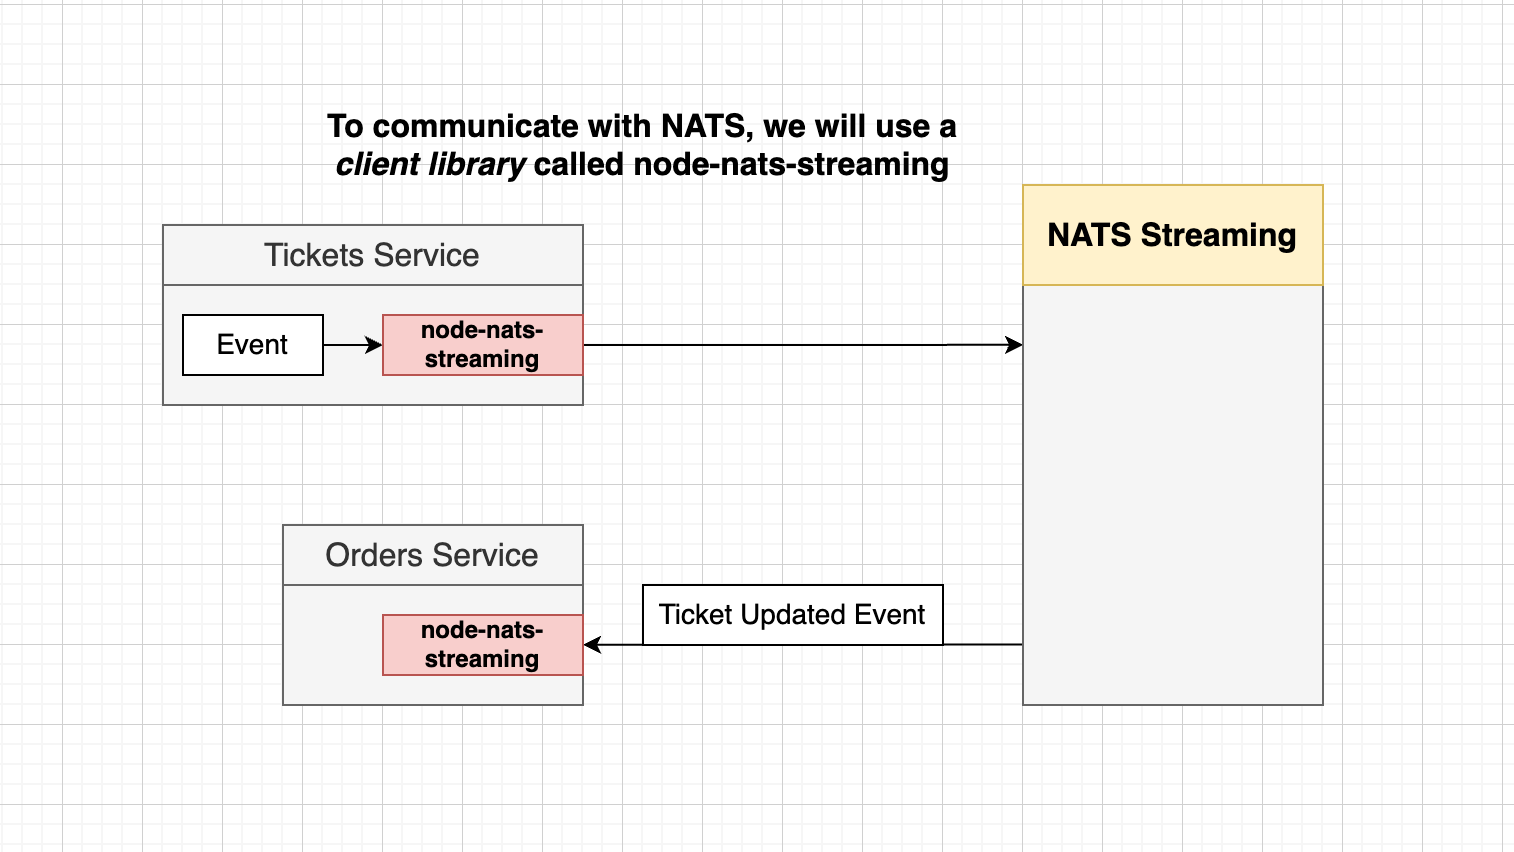 To communicate with NATS, we will use a
client library called node-nats-streaming
NATS Streaming
Tickets Service
Event
node-nats-
streaming
Orders Service
node-nats-
streaming
Ticket Updated Event